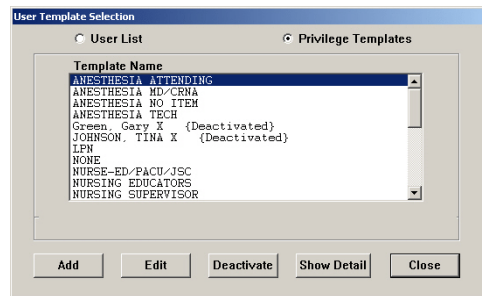 User Template Selection
User List
Privilege Templates
Template Name
ANESTHESIA ATTENDING
ANESTHESIA MD/CRNA
ANESTHESIA NO ITEM
ANESTHESIA TECH
Green, Gary X {Deactivated}
JOHNSON, TINA X {Deactivated}
LPN
NONE
NURSE-ED/PACU/JSC
NURSING EDUCATORS
NURSING SUPERVISOR
Add Edit Deactivate Show Detail Close